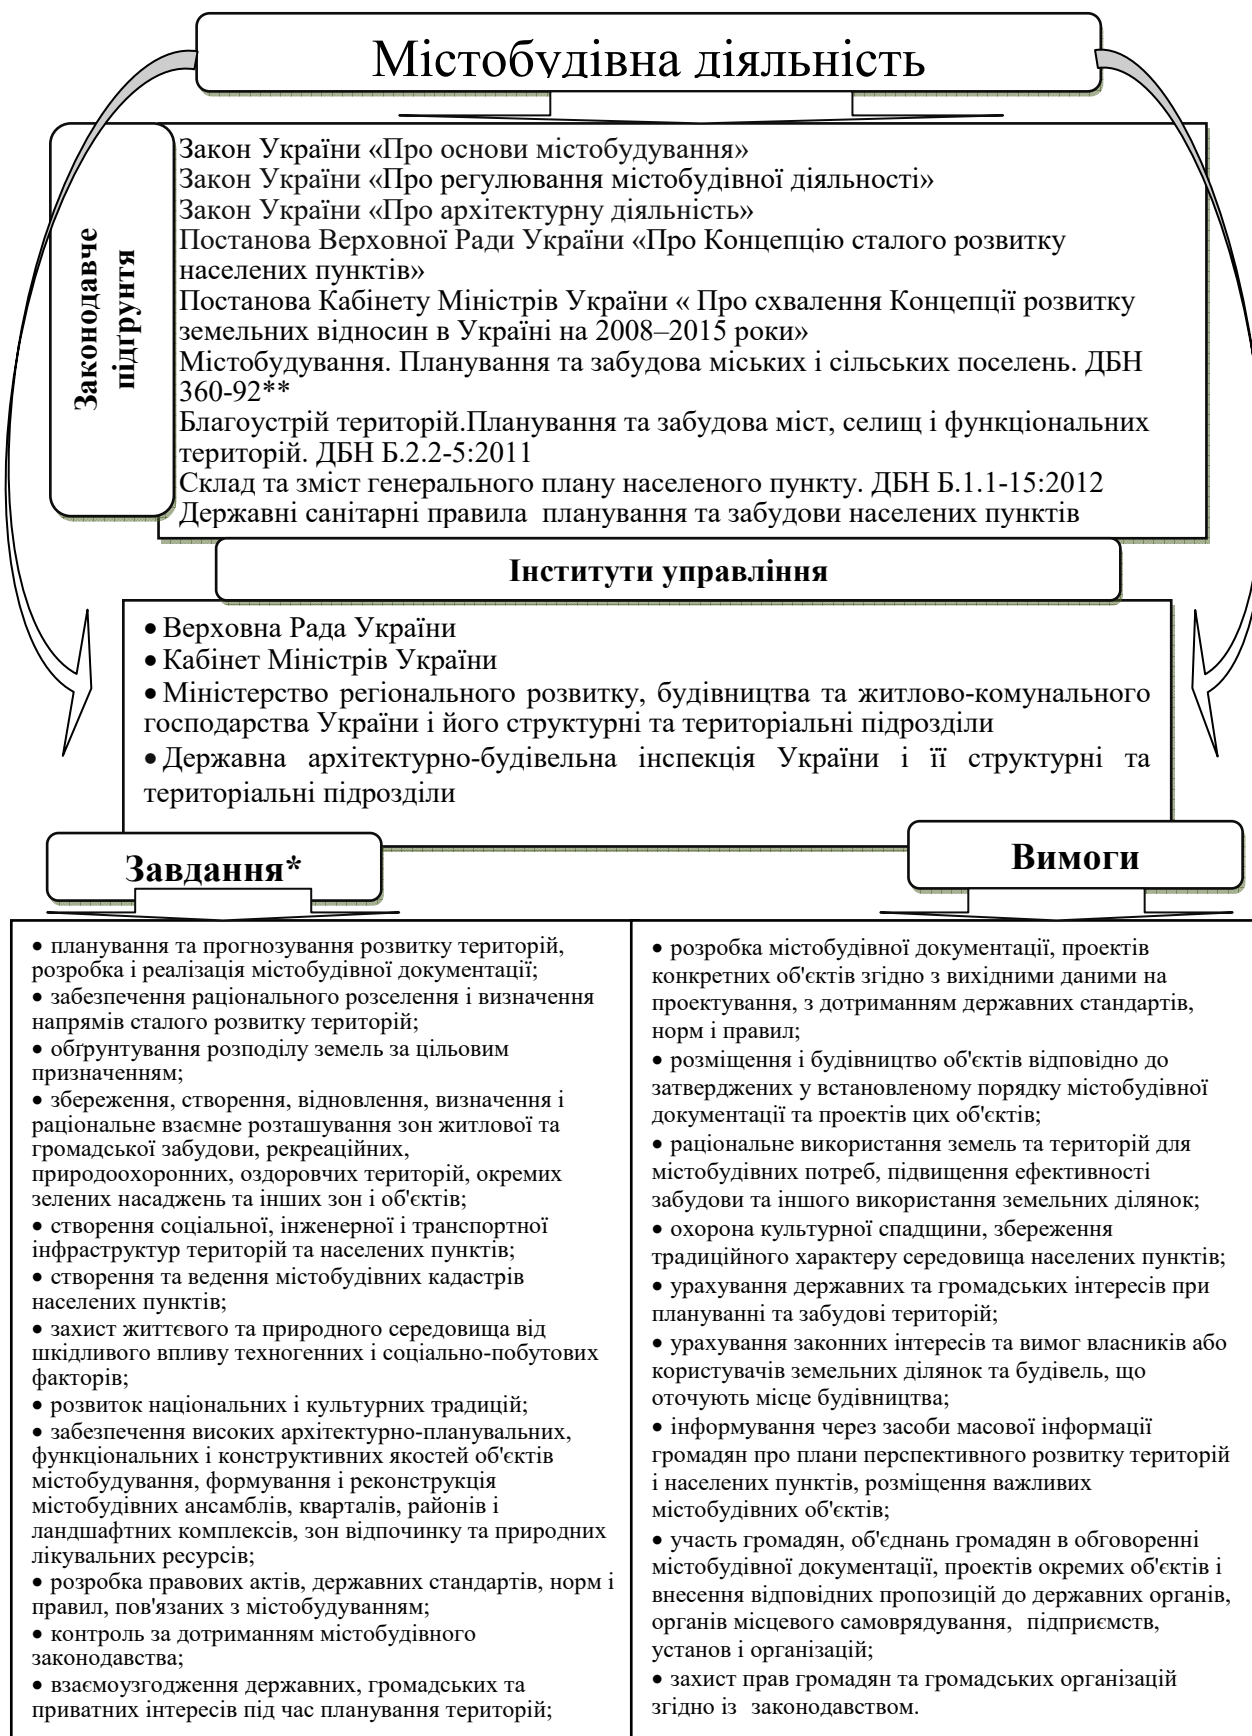 Містобудівна діяльність
Законодавче
підґрунтя
Закон України «Про основи містобудування»
Закон України «Про регулювання містобудівної діяльності»
Закон України «Про архітектурну діяльність»
Постанова Верховної Ради України «Про Концепцію сталого розвитку
населених пунктів»
Постанова Кабінету Міністрів України « Про схвалення Концепції розвитку
земельних відносин в Україні на 2008–2015 роки»
Містобудування. Планування та забудова міських і сільських поселень. ДБН
360-92**
Благоустрій територій.Планування та забудова міст, селищ і функціональних
територій. ДБН Б.2.2-5:2011
Склад та зміст генерального плану населеного пункту. ДБН Б.1.1-15:2012
Державні санітарні правила планування та забудови населених пунктів
Інститути управління
• Верховна Рада України
• Кабінет Міністрів України
• Міністерство регіонального розвитку, будівництва та житлово-комунального
господарства України і його структурні та територіальні підрозділи
• Державна архітектурно-будівельна інспекція України і її структурні та
територіальні підрозділи
Завдання*
• планування та прогнозування розвитку територій,
розробка і реалізація містобудівної документації;
• забезпечення раціонального розселення і визначення
напрямів сталого розвитку територій;
• обґрунтування розподілу земель за цільовим
призначенням;
• збереження, створення, відновлення, визначення і
раціональне взаємне розташування зон житлової та
громадської забудови, рекреаційних,
природоохоронних, оздоровчих територій, окремих
зелених насаджень та інших зон і об'єктів;
• створення соціальної, інженерної і транспортної
інфраструктур територій та населених пунктів;
• створення та ведення містобудівних кадастрів
населених пунктів;
• захист життєвого та природного середовища від
шкідливого впливу техногенних і соціально-побутових
факторів;
• розвиток національних і культурних традицій;
• забезпечення високих архітектурно-планувальних,
функціональних і конструктивних якостей об'єктів
містобудування, формування і реконструкція
містобудівних ансамблів, кварталів, районів і
ландшафтних комплексів, зон відпочинку та природних
лікувальних ресурсів;
• розробка правових актів, державних стандартів, норм і
правил, пов'язаних з містобудуванням;
• контроль за дотриманням містобудівного
законодавства;
• взаємоузгодження державних, громадських та
приватних інтересів під час планування територій;
Вимоги
• розробка містобудівної документації, проектів
конкретних об'єктів згідно з вихідними даними на
проектування, з дотриманням державних стандартів,
норм і правил;
• розміщення і будівництво об'єктів відповідно до
затверджених у встановленому порядку містобудівної
документації та проектів цих об'єктів;
• раціональне використання земель та територій для
містобудівних потреб, підвищення ефективності
забудови та іншого використання земельних ділянок;
• охорона культурної спадщини, збереження
традиційного характеру середовища населених пунктів;
• урахування державних та громадських інтересів при
плануванні та забудові територій;
• урахування законних інтересів та вимог власників або
користувачів земельних ділянок та будівель, що
оточують місце будівництва;
• інформування через засоби масової інформації
громадян про плани перспективного розвитку територій
і населених пунктів, розміщення важливих
містобудівних об'єктів;
• участь громадян, об'єднань громадян в обговоренні
містобудівної документації, проектів окремих об'єктів і
внесення відповідних пропозицій до державних органів,
органів місцевого самоврядування, підприємств,
установ і організацій;
• захист прав громадян та громадських організацій
згідно із законодавством.